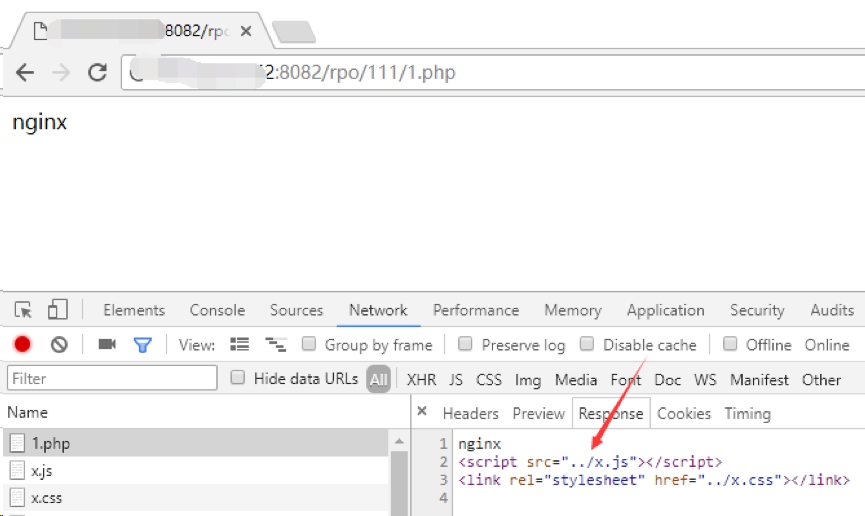 8082/rpo
2:8082/rpo/111/1.php
nginx
Elements Console Sources Network Performance Memory Application Security Audits
View: Group by frame Preserve log Disable cache Offline Online
Filter Hide data URLs All XHR JS CSS Img Media Font Doc WS Manifest Other
Name × Headers Preview Response Cookies Timing
1.php
x.js
x.css
1 nginx
2 <script src="../x.js"></script>
3 <link rel="stylesheet" href="../x.css"></link>
4